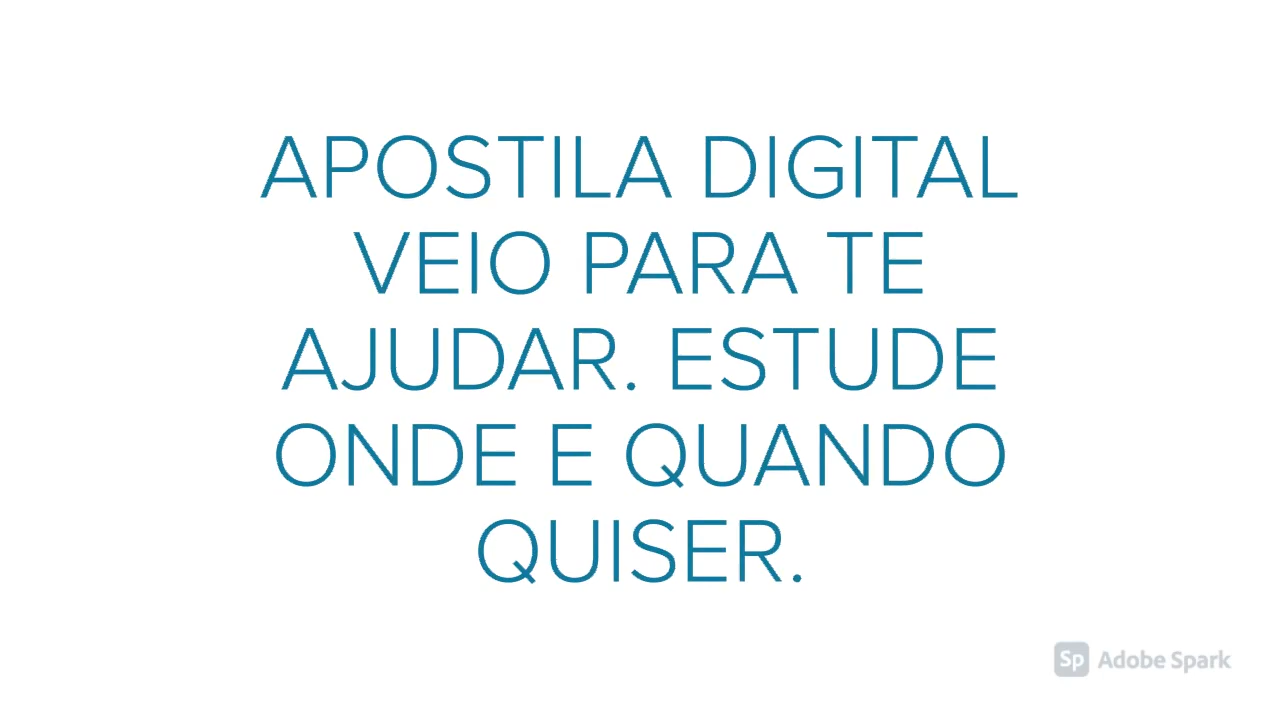 APOSTILA DIGITAL
VEIO PARA TE
AJUDAR. ESTUDE
ONDE E QUANDO
QUISER.
Sp Adobe Spark